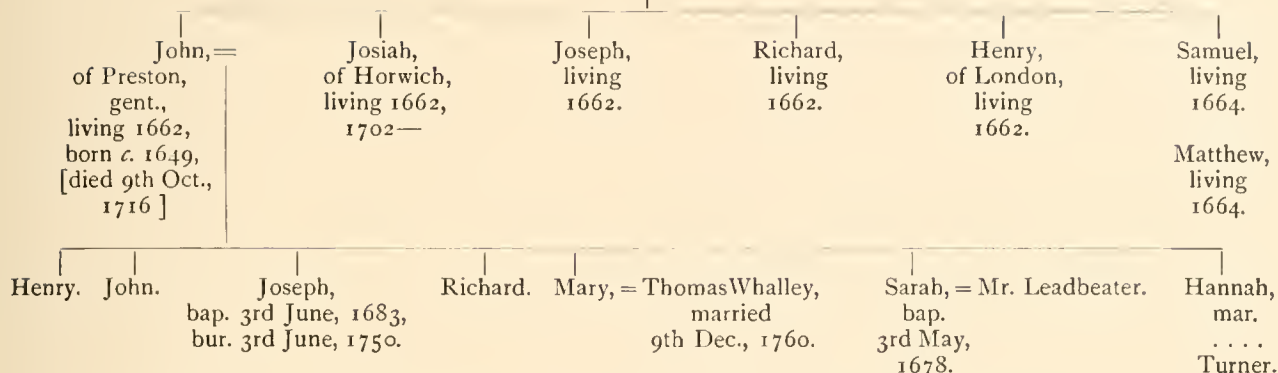 John,=
of Preston,
gent.,
living 1662,
born c. 1649,
[died 9th Oct.,
1716 ]
Josiah,
of Horwich,
living 1662,
1702—
Joseph,
living
1662.
Richard,
living
1662.
Henry,
of London,
living
1662.
Samuel,
living
1664.
Matthew,
living
1664.
Henry.
John.
Joseph,
bap. 3rd June, 1683,
bur. 3rd June, 1750.
Richard.
Mary, = Thomas Whalley,
married
9th Dec., 1760.
Sarah, = Mr. Leadbeater.
bap.
3rd May,
1678.
Hannah,
mar.
. . . .
Turner.